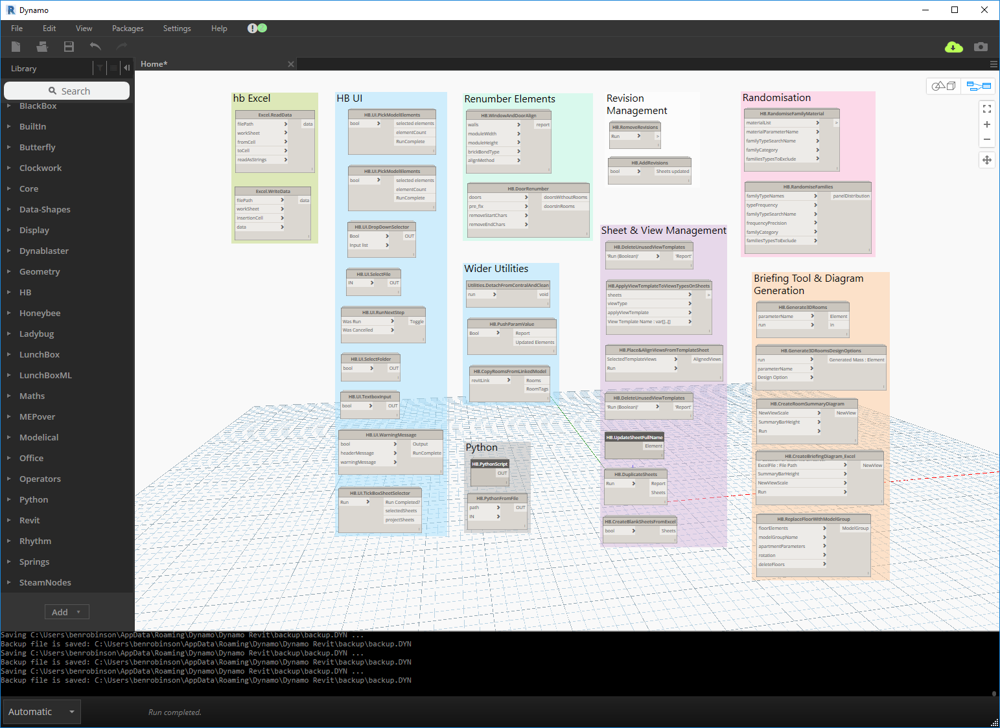 Dynamo
File Edit View Packages Settings Help ! 2
Library
Home*
Search
BlackBox
BuiltIn
Butterfly
Clockwork
Core
Data-Shapes
Display
Dynablaster
Geometry
HB
Honeybee
Ladybug
LunchBox
LunchBoxML
Maths
MEPover
Modelical
Office
Operators
Python
Revit
Rhythm
Springs
SteamNodes
Add
hb Excel
Excel.ReadData
filePath > data
workSheet >
fromCell >
toCell >
readAsStrings >
Excel.WriteData
filePath > data
workSheet >
insertionCell >
data >
HB UI
HB.UI.PickModelElements
bool > selected elements
elementCount
RunComplete
HB.UI.PickModelElements
bool > selected elements
elementCount
RunComplete
HB.UI.DropDownSelector
Bool > OUT
Input list >
HB.UI.SelectFile
IN > OUT
HB.UI.RunNextStep
Was Run > Toggle
Was Cancelled >
HB.UI.SelectFolder
bool > OUT
HB.UI.TextboxInput
bool > OUT
HB.UI.WarningMessage
bool > Output
headerMessage > RunComplete
warningMessage >
HB.UI.TickBoxSheetSelector
Run > Run Completed?
selectedSheets
projectSheets
Renumber Elements
HB.WindowAndDoorAlign
walls > report
moduleWidth >
moduleHeight >
brickBondType >
alignMethod >
HB.DoorRenumber
doors > doorsWithoutRooms
pre_fix > doorsInRooms
removeStartChars >
removeEndChars >
Wider Utilities
Utilities.DetachFromCentralAndClean
run > void
HB.PushParamValue
Bool > Report
Updated Elements
HB.CopyRoomsFromLinkedModel
revitLink > Rooms
RoomTags
Python
HB.PythonScript
OUT
HB.PythonFromFile
path > OUT
IN >
Revision
Management
HB.RemoveRevisions
Run > >
HB.AddRevisions
bool > Sheets updated
Sheet & View Management
HB.DeleteUnusedViewTemplates
'Run (Boolean)' > 'Report'
HB.ApplyViewTemplateToViewsTypesOnSheets
sheets > >
viewType >
applyViewTemplate >
View Template Name : var[]..[] >
HB.Place&AlignViewsFromTemplateSheet
SelectedTemplateViews > AlignedViews
Run >
HB.DeleteUnusedViewTemplates
'Run (Boolean)' > 'Report'
HB.UpdateSheetFullName
Element
HB.DuplicateSheets
Run > Report
Sheets
HB.CreateBlankSheetsFromExcel
bool > Sheets
Randomisation
HB.RandomiseFamilyMaterial
materialList > >
materialParameterName >
familyTypeSearchName >
familyCategory >
familiesTypesToExclude >
HB.RandomiseFamilies
familyTypeNames > panelDistribution
typeFrequency >
familyTypeSearchName >
frequencyPrecision >
familyCategory >
familiesTypesToExclude >
Briefing Tool & Diagram
Generation
HB.Generate3DRooms
parameterName > Element
run > in
HB.Generate3DRoomsDesignOptions
run > Generated Mass : Element
parameterName >
Design Option >
HB.CreateRoomSummaryDiagram
NewViewScale > NewView
SummaryBarHeight >
Run >
HB.CreateBriefingDiagram_Excel
ExcelFile : File Path > NewView
SummaryBarHeight >
NewViewScale >
Run >
HB.ReplaceFloorWithModelGroup
floorElements > ModelGroup
modelGroupName >
apartmentParameters >
rotation >
deleteFloors >
Saving C:\Users\benrobinson\AppData\Roaming\Dynamo\Dynamo Revit\backup\backup.DYN ...
Backup file is saved: C:\Users\benrobinson\AppData\Roaming\Dynamo\Dynamo Revit\backup\backup.DYN
Saving C:\Users\benrobinson\AppData\Roaming\Dynamo\Dynamo Revit\backup\backup.DYN ...
Backup file is saved: C:\Users\benrobinson\AppData\Roaming\Dynamo\Dynamo Revit\backup\backup.DYN
Saving C:\Users\benrobinson\AppData\Roaming\Dynamo\Dynamo Revit\backup\backup.DYN ...
Backup file is saved: C:\Users\benrobinson\AppData\Roaming\Dynamo\Dynamo Revit\backup\backup.DYN
Automatic
Run completed.